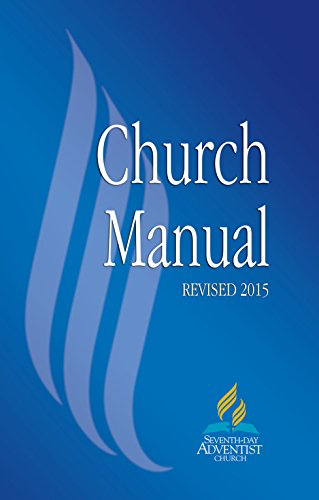 Church
Manual
REVISED 2015
SEVENTH-DAY
ADVENTIST
CHURCH